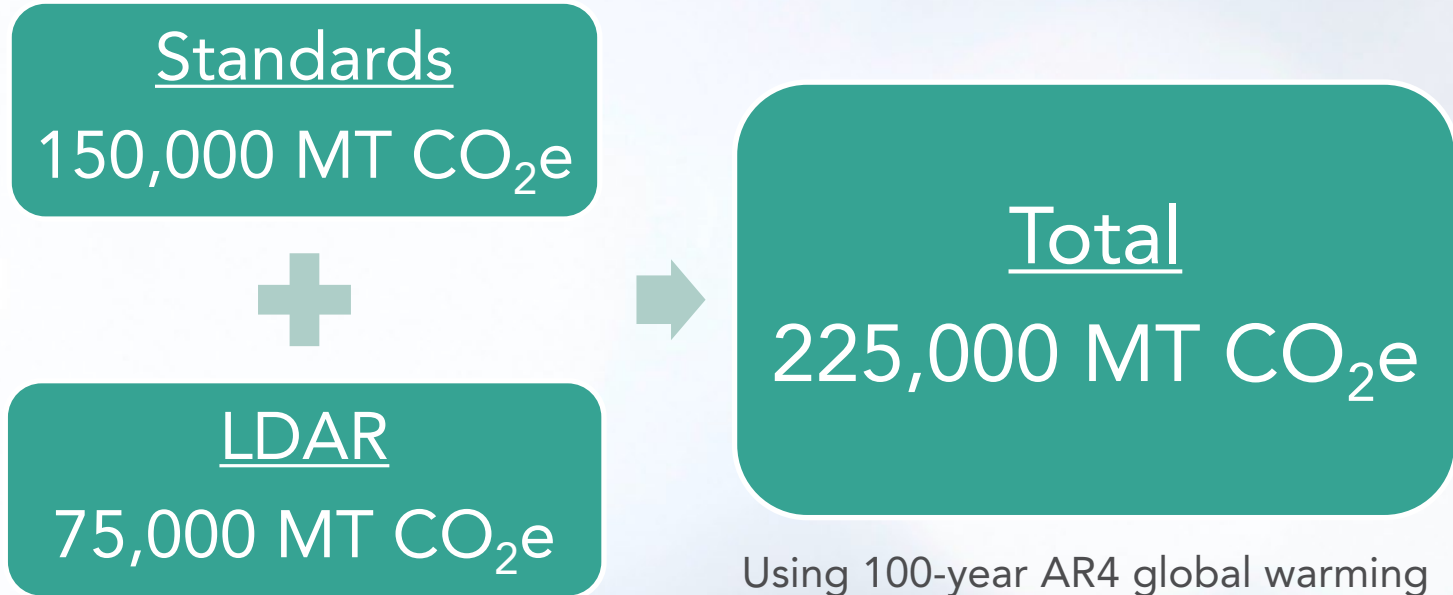 Standards
150,000 MT CO₂e
LDAR
75,000 MT CO₂e
Total
225,000 MT CO₂e
Using 100-year AR4 global warming